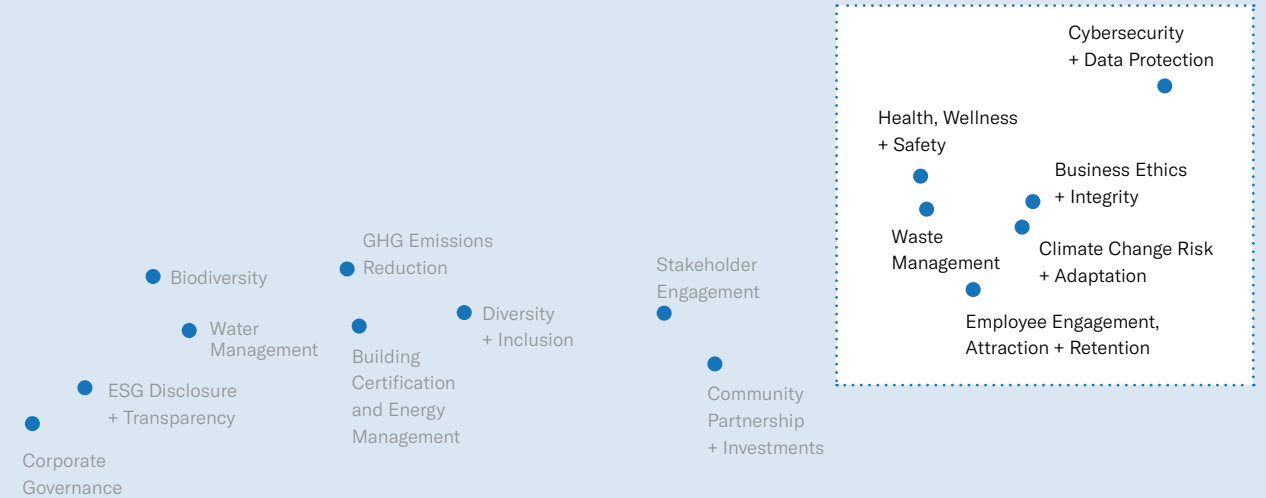 Cybersecurity
+ Data Protection
Health, Wellness
+ Safety
Business Ethics
+ Integrity
Waste
Management
Climate Change Risk
+ Adaptation
Employee Engagement,
Attraction + Retention
GHG Emissions
Reduction
Biodiversity
Stakeholder
Engagement
Diversity
+ Inclusion
Water
Management
Building
Certification
and Energy
Management
ESG Disclosure
+ Transparency
Community
Partnership
+ Investments
Corporate
Governance